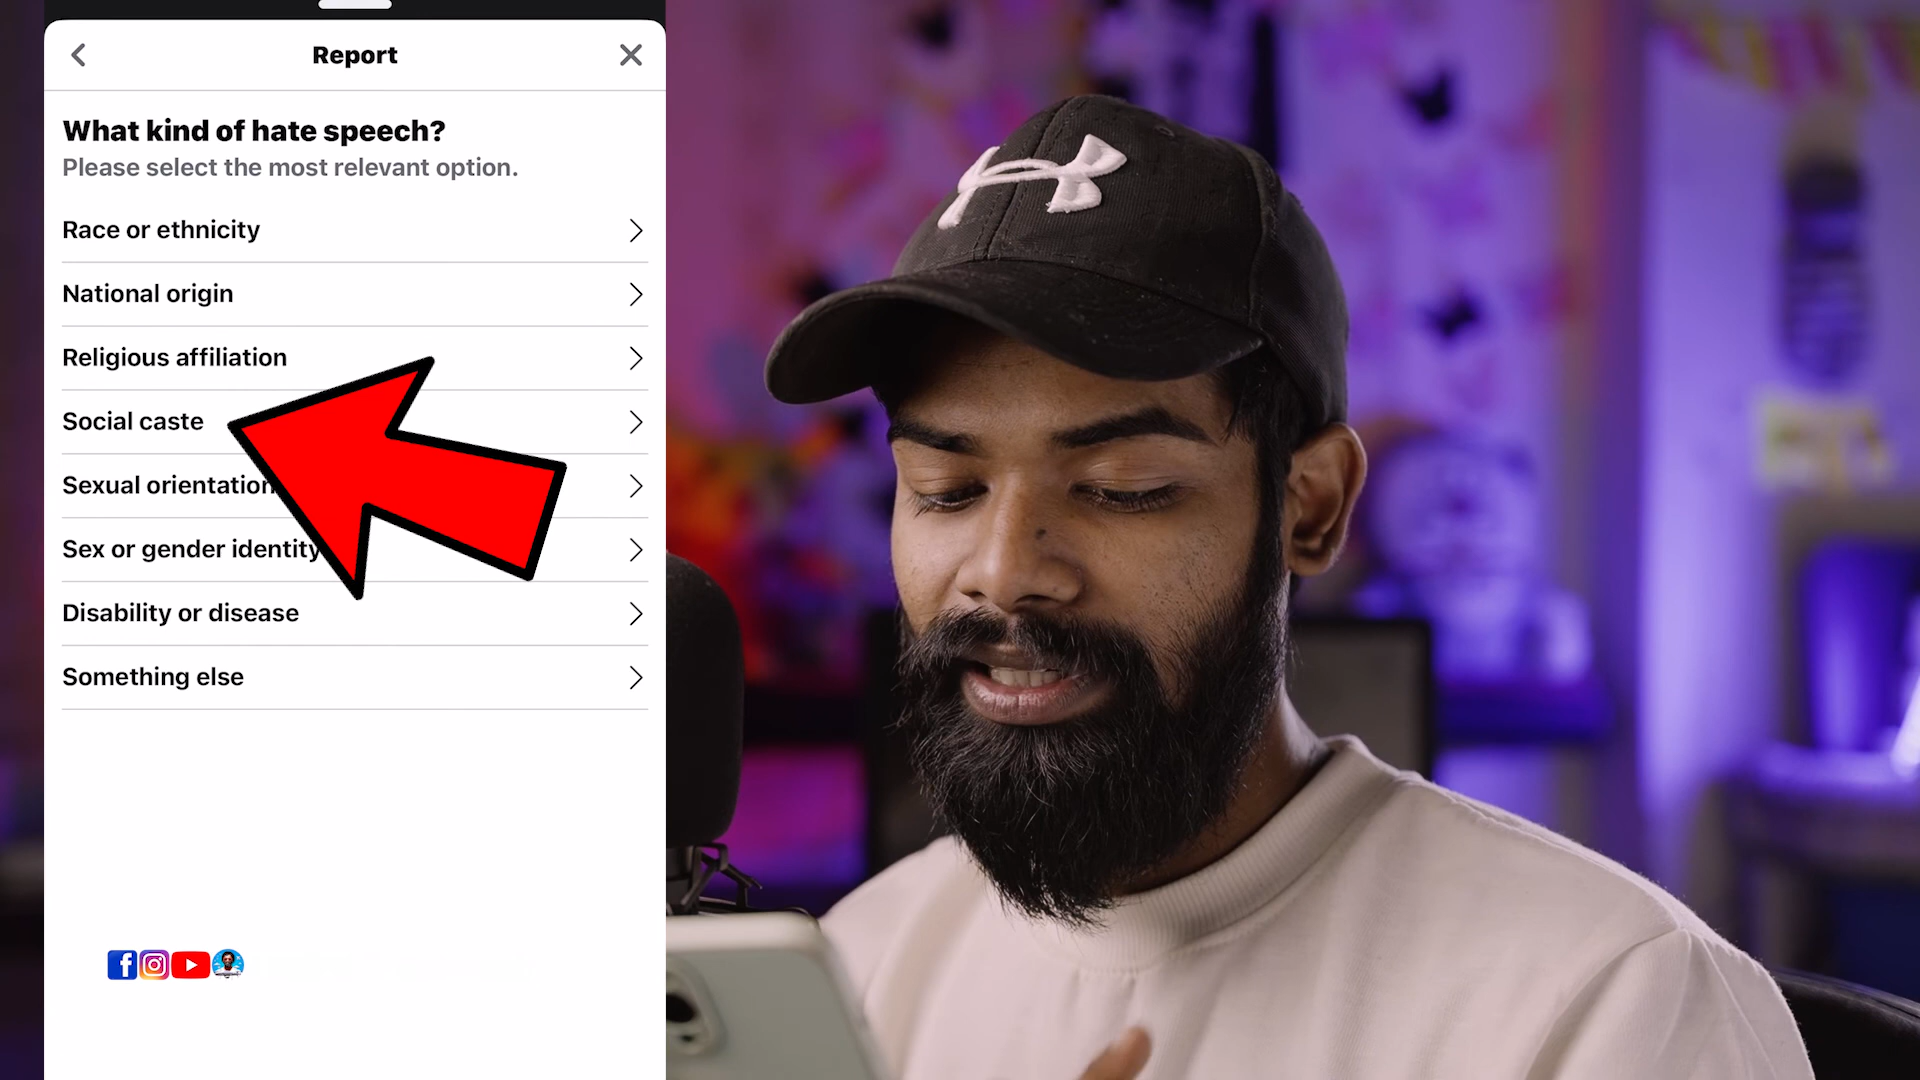 Report
What kind of hate speech?
Please select the most relevant option.
Race or ethnicity
National origin
Religious affiliation
Social caste
Sexual orientation
Sex or gender identity
Disability or disease
Something else